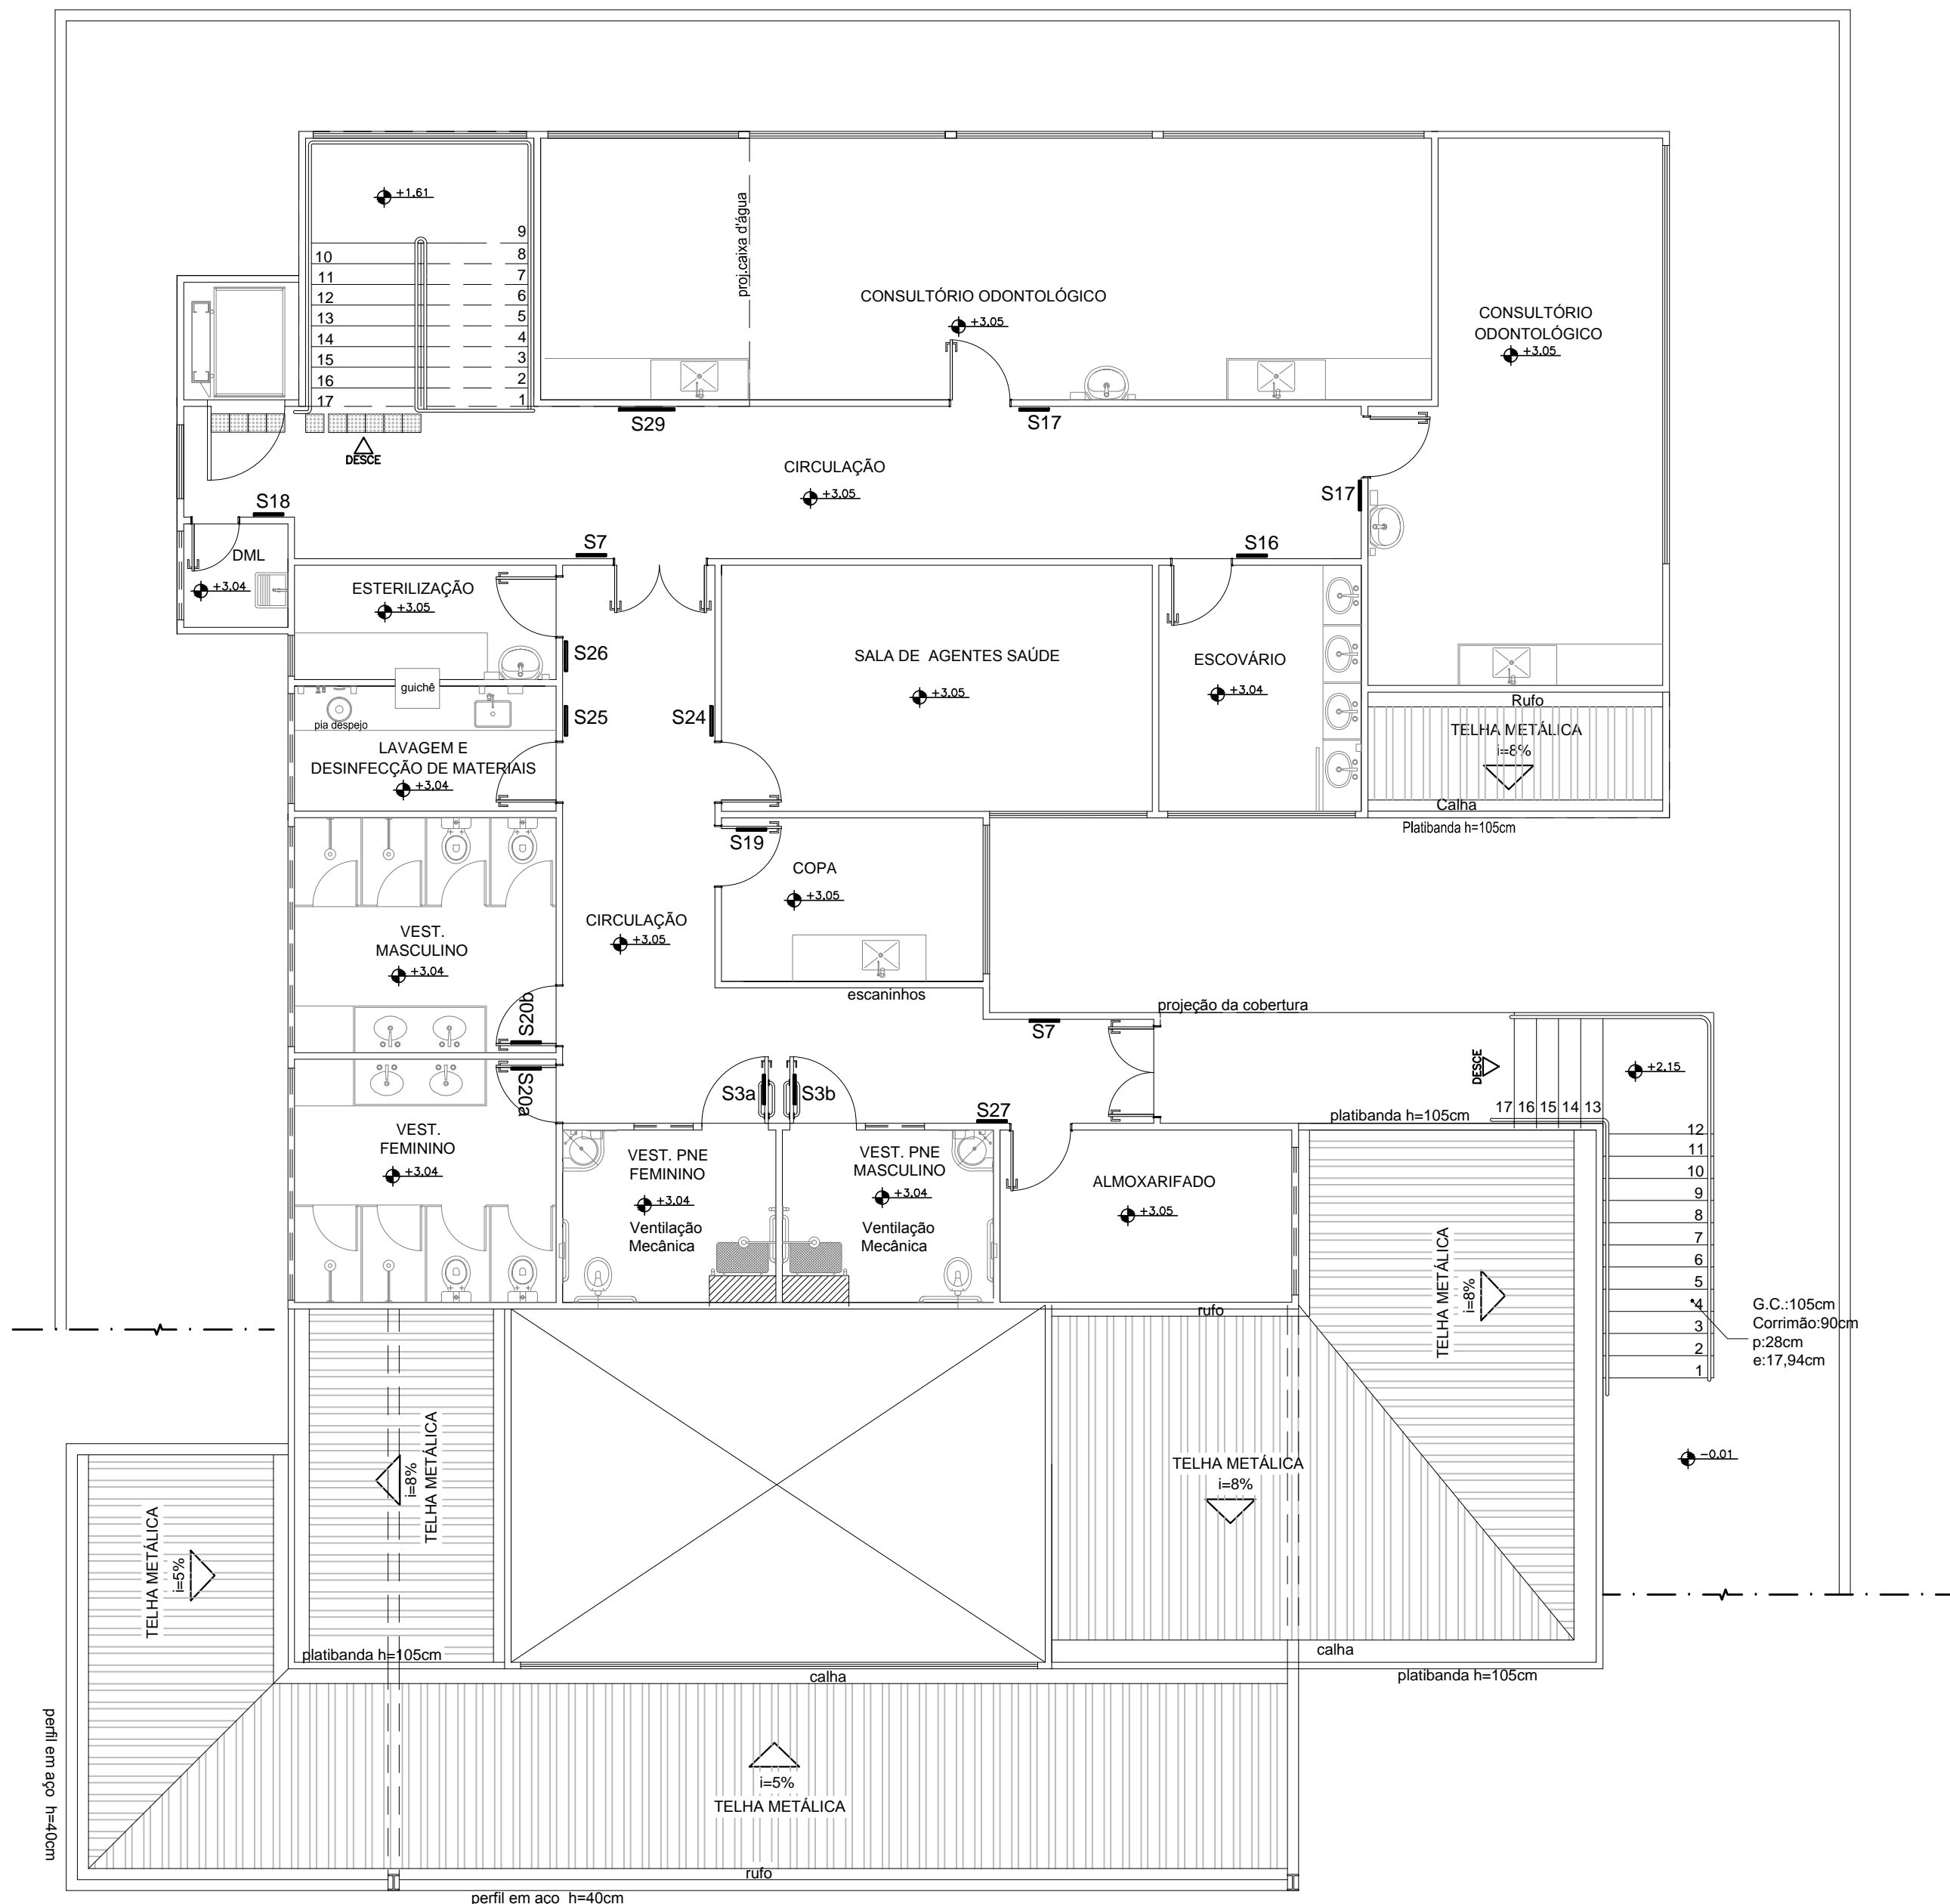 +1.61
9
10
8
11
7
12
6
13
5
14
4
15
3
16
2
17
1
DESCE
proj.caixa d'água
CONSULTÓRIO ODONTOLÓGICO
+3.05
CONSULTÓRIO
ODONTOLÓGICO
+3.05
S29
S17
CIRCULAÇÃO
+3.05
S17
S18
S7
S16
DML
+3.04
ESTERILIZAÇÃO
+3.05
S26
guichê
S25
S24
pia despejo
LAVAGEM E
DESINFECÇÃO DE MATERIAIS
+3.04
SALA DE AGENTES SAÚDE
+3.05
ESCOVÁRIO
+3.04
Rufo
TELHA METÁLICA
i=8%
Calha
Platibanda h=105cm
S19
COPA
+3.05
escaninhos
CIRCULAÇÃO
+3.05
VEST.
MASCULINO
+3.04
S20b
S20a
VEST.
FEMININO
+3.04
S7
projeção da cobertura
DESCE
+2.15
17 16 15 14 13
platibanda h=105cm
12
11
10
9
8
7
6
5
4
3
2
1
G.C.:105cm
Corrimão:90cm
p:28cm
e:17,94cm
S3a
S3b
S27
VEST. PNE
FEMININO
+3.04
Ventilação
Mecânica
VEST. PNE
MASCULINO
+3.04
Ventilação
Mecânica
ALMOXARIFADO
+3.05
rufo
TELHA METÁLICA
i=8%
-0.01
TELHA METÁLICA
i=8%
i=8%
TELHA METÁLICA
TELHA METÁLICA
i=5%
platibanda h=105cm
calha
calha
platibanda h=105cm
perfil em aço h=40cm
i=5%
TELHA METÁLICA
rufo
perfil em aço h=40cm